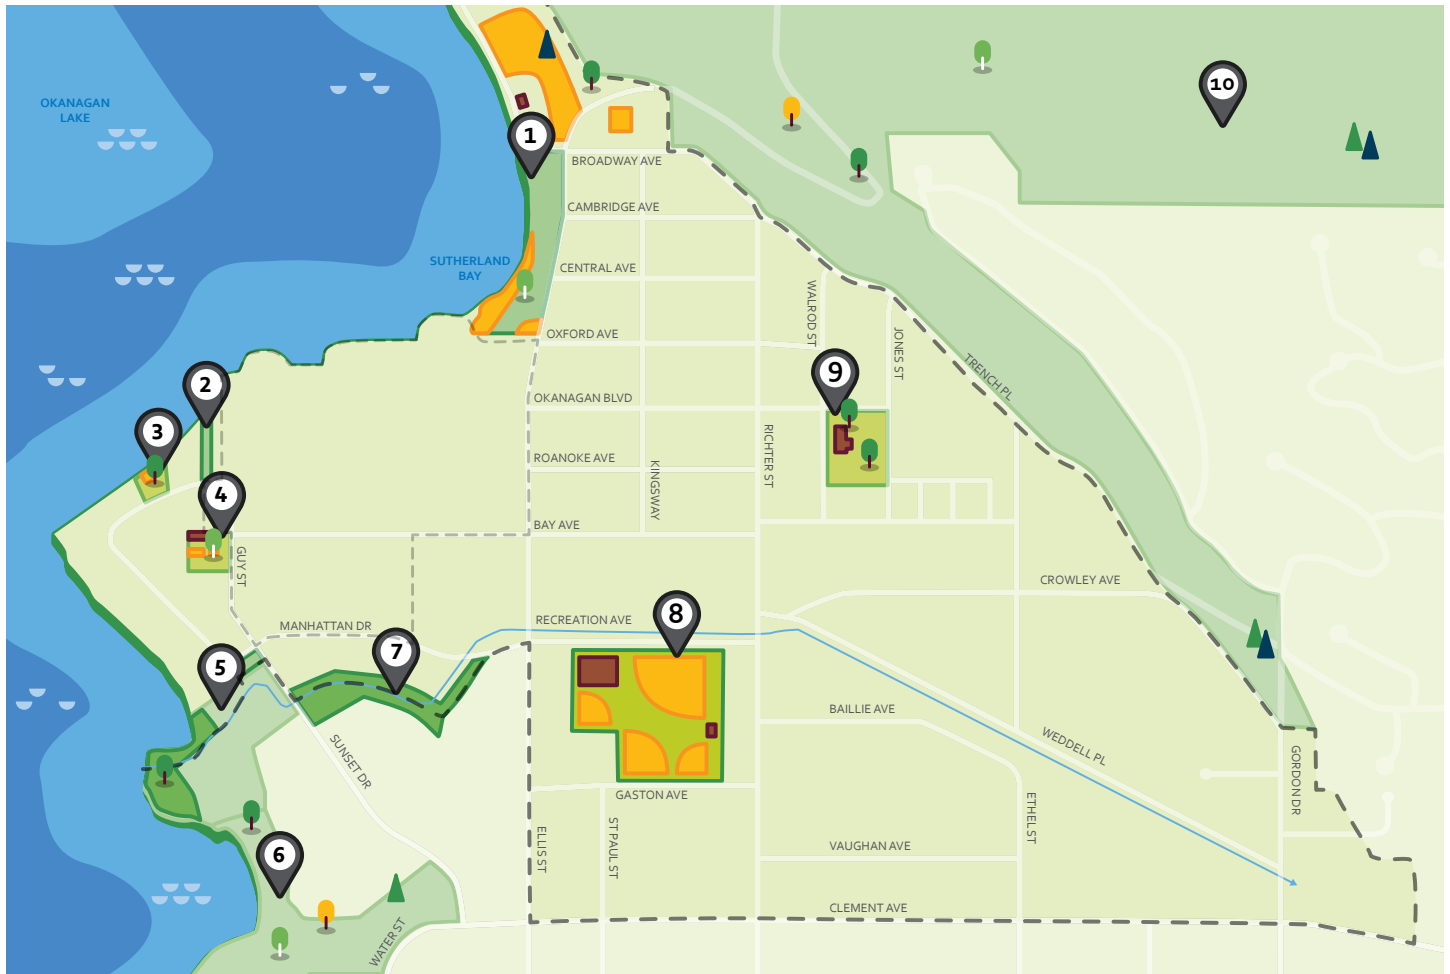 OKANAGAN
LAKE
10
1
BROADWAY AVE
CAMBRIDGE AVE
SUTHERLAND
BAY
CENTRAL AVE
WALROD ST
OXFORD AVE
JONES ST
TRENCH PL
2
9
OKANAGAN BLVD
3
ROANOKE AVE
RICHTER ST
KINGSWAY
4
BAY AVE
GUY ST
CROWLEY AVE
MANHATTAN DR
RECREATION AVE
8
5
7
BAILLIE AVE
WEDDELL PL
SUNSET DR
GORDON DR
GASTON AVE
ETHEL ST
ELLIS ST
ST PAUL ST
VAUGHAN AVE
6
CLEMENT AVE
WATER ST